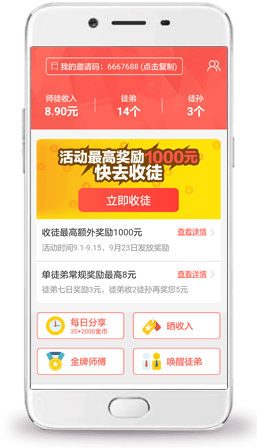 我的邀请码：6667688 (点击复制)
师徒收入 徒弟 徒孙
8.90元 14个 3个
活动最高奖励1000元
快去收徒
立即收徒
收徒最高额外奖励1000元 查看详情
活动时间9.1-9.15，9月23日发放奖励
单徒弟常规奖励最高8元 查看详情
徒弟七日奖励3元，徒弟收2徒孙再奖您5元
每日分享 晒收入
30+2000金币
金牌师傅 唤醒徒弟